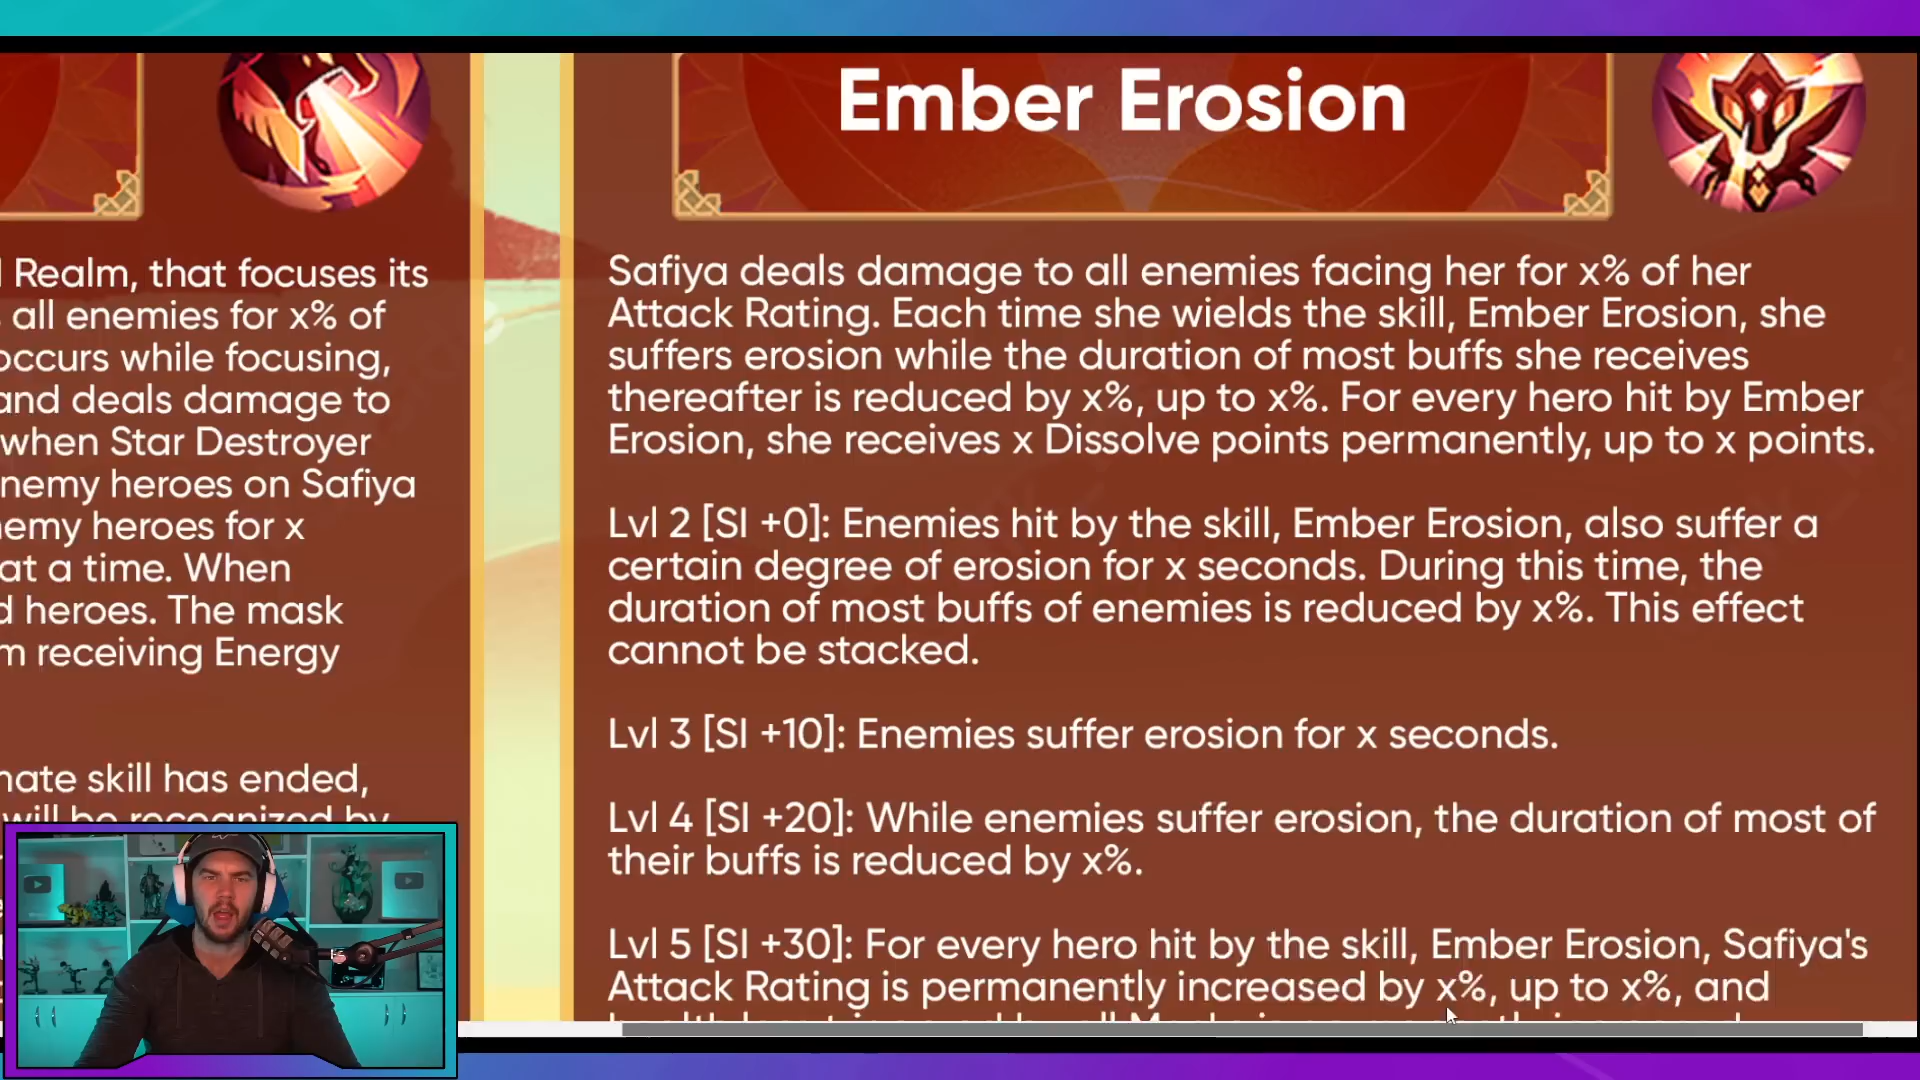 Ember Erosion
Realm, that focuses its
all enemies for x% of
occurs while focusing,
and deals damage to
when Star Destroyer
enemy heroes on Safiya
enemy heroes for x
at a time. When
heroes. The mask
receiving Energy
skill has ended,
will be recognized by
Safiya deals damage to all enemies facing her for x% of her
Attack Rating. Each time she wields the skill, Ember Erosion, she
suffers erosion while the duration of most buffs she receives
thereafter is reduced by x%, up to x%. For every hero hit by Ember
Erosion, she receives x Dissolve points permanently, up to x points.
Lvl 2 [SI +0]: Enemies hit by the skill, Ember Erosion, also suffer a
certain degree of erosion for x seconds. During this time, the
duration of most buffs of enemies is reduced by x%. This effect
cannot be stacked.
Lvl 3 [SI +10]: Enemies suffer erosion for x seconds.
Lvl 4 [SI +20]: While enemies suffer erosion, the duration of most of
their buffs is reduced by x%.
Lvl 5 [SI +30]: For every hero hit by the skill, Ember Erosion, Safiya's
Attack Rating is permanently increased by x%, up to x%, and